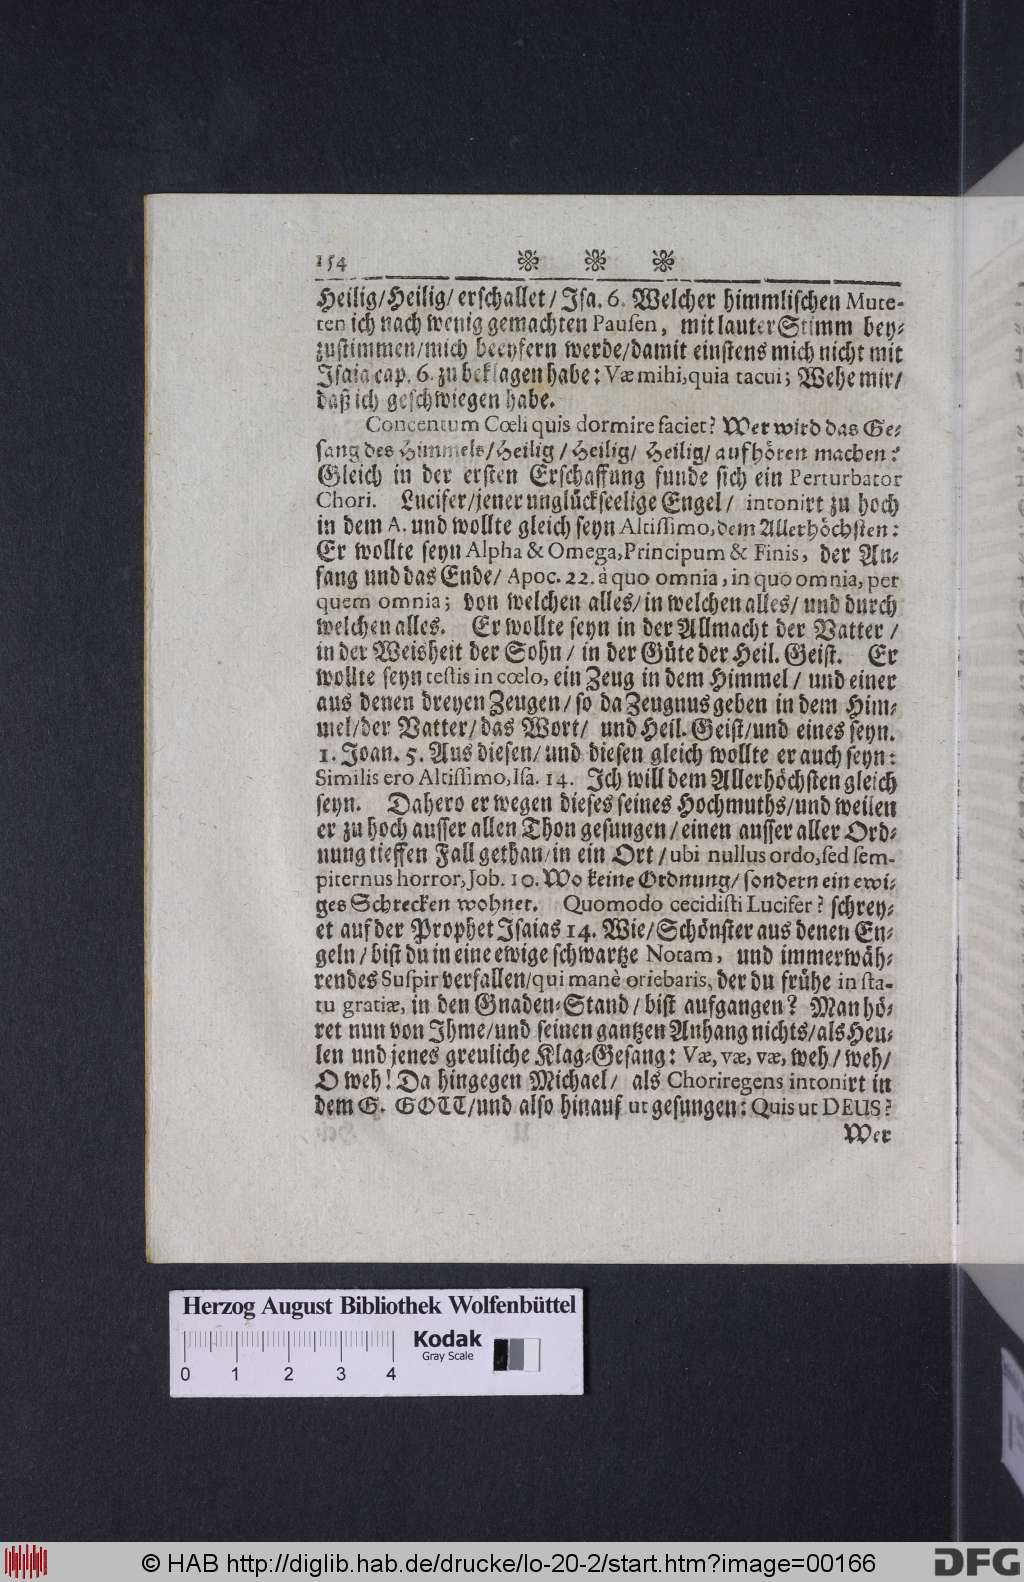 154 ❀ ❀ ❀
Heilig/Heilig/ erschallet/ Isa. 6. Welcher himmlischen Mute-
ten ich nach wenig gemachten Pausen, mit lauter Stimm bey-
zustimmen/mich beeyfern werde/damit einstens mich nicht mit
Isaia cap. 6. zu beklagen habe: Væ mihi, quia tacui; Wehe mir/
daß ich geschwiegen habe.
Concentum Cœli quis dormire faciet? Wer wird das Ge-
sang des Himmels/Heilig / Heilig/ Heilig/ aufhören machen?
Gleich in der ersten Erschaffung funde sich ein Perturbator
Chori. Lucifer/jener unglückseelige Engel/ intonirt zu hoch
in dem A. und wollte gleich seyn Altissimo, dem Allerhöchsten:
Er wollte seyn Alpha & Omega, Principum & Finis, der An-
fang und das Ende/ Apoc. 22. à quo omnia, in quo omnia, per
quem omnia; von welchen alles/ in welchen alles/ und durch
welchen alles. Er wollte seyn in der Allmacht der Vatter /
in der Weisheit der Sohn / in der Güte der Heil. Geist. Er
wollte seyn testis in cœlo, ein Zeug in dem Himmel / und einer
aus denen dreyen Zeugen/ so da Zeugnus geben in dem Him-
mel/der Vatter/das Wort/ und Heil. Geist/und eines seyn.
1. Joan. 5. Aus diesen/ und diesen gleich wollte er auch seyn:
Similis ero Altissimo, Isa. 14. Ich will dem Allerhöchsten gleich
seyn. Dahero er wegen dieses seines Hochmuths/und weilen
er zu hoch ausser allen Thon gesungen / einen ausser aller Ord-
nung tieffen Fall gethan/in ein Ort / ubi nullus ordo, sed sem-
piternus horror, Job. 10. Wo keine Ordnung/ sondern ein ewi-
ges Schrecken wohnet. Quomodo cecidisti Lucifer? schrey-
et auf der Prophet Isaias 14. Wie/Schönster aus denen En-
geln / bist du in eine ewige schwartze Notam, und immerwäh-
rendes Suspir verfallen/qui manè oriebaris, der du frühe in sta-
tu gratiæ, in den Gnaden-Stand / bist aufgangen? Man hö-
ret nun von Ihme/und seinen gantzen Anhang nichts/als Heu-
len und jenes greuliche Klag-Gesang: Væ, væ, væ, weh / weh/
O weh! Da hingegen Michael/ als Choriregens intonirt in
dem G. GOTT/und also hinauf ut gesungen: Quis ut DEUS?
Wer
Herzog August Bibliothek Wolfenbüttel
Kodak
Gray Scale
0 1 2 3 4
© HAB http://diglib.hab.de/drucke/lo-20-2/start.htm?image=00166
DFG